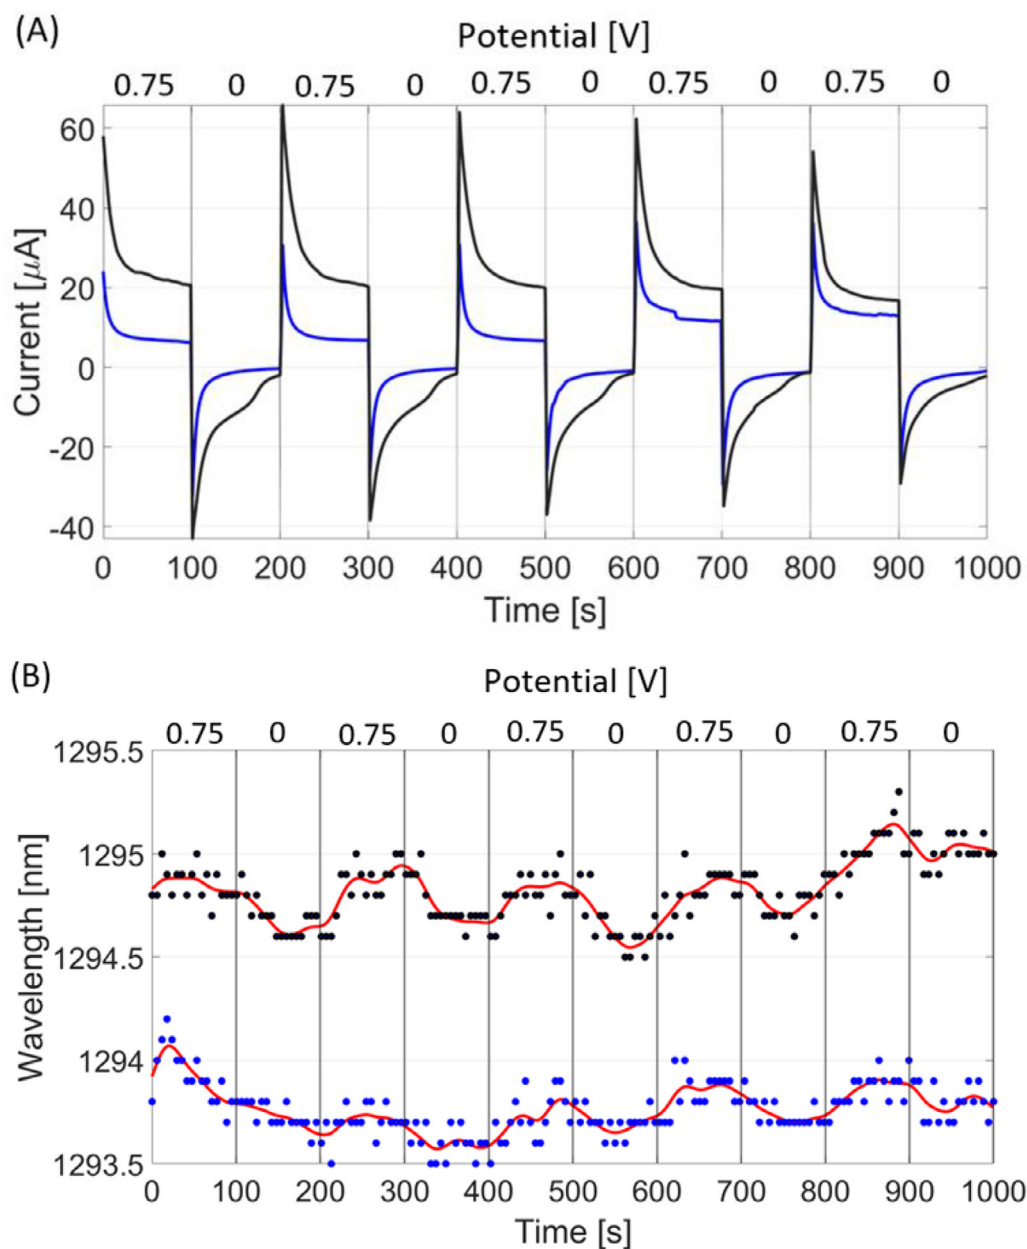 (A)
Potential [V]
0.75 0 0.75 0 0.75 0 0.75 0 0.75 0
60
40
20
0
-20
-40
Current [μA]
0 100 200 300 400 500 600 700 800 900 1000
Time [s]
(B)
Potential [V]
0.75 0 0.75 0 0.75 0 0.75 0 0.75 0
1295.5
1295
1294.5
1294
1293.5
Wavelength [nm]
0 100 200 300 400 500 600 700 800 900 1000
Time [s]